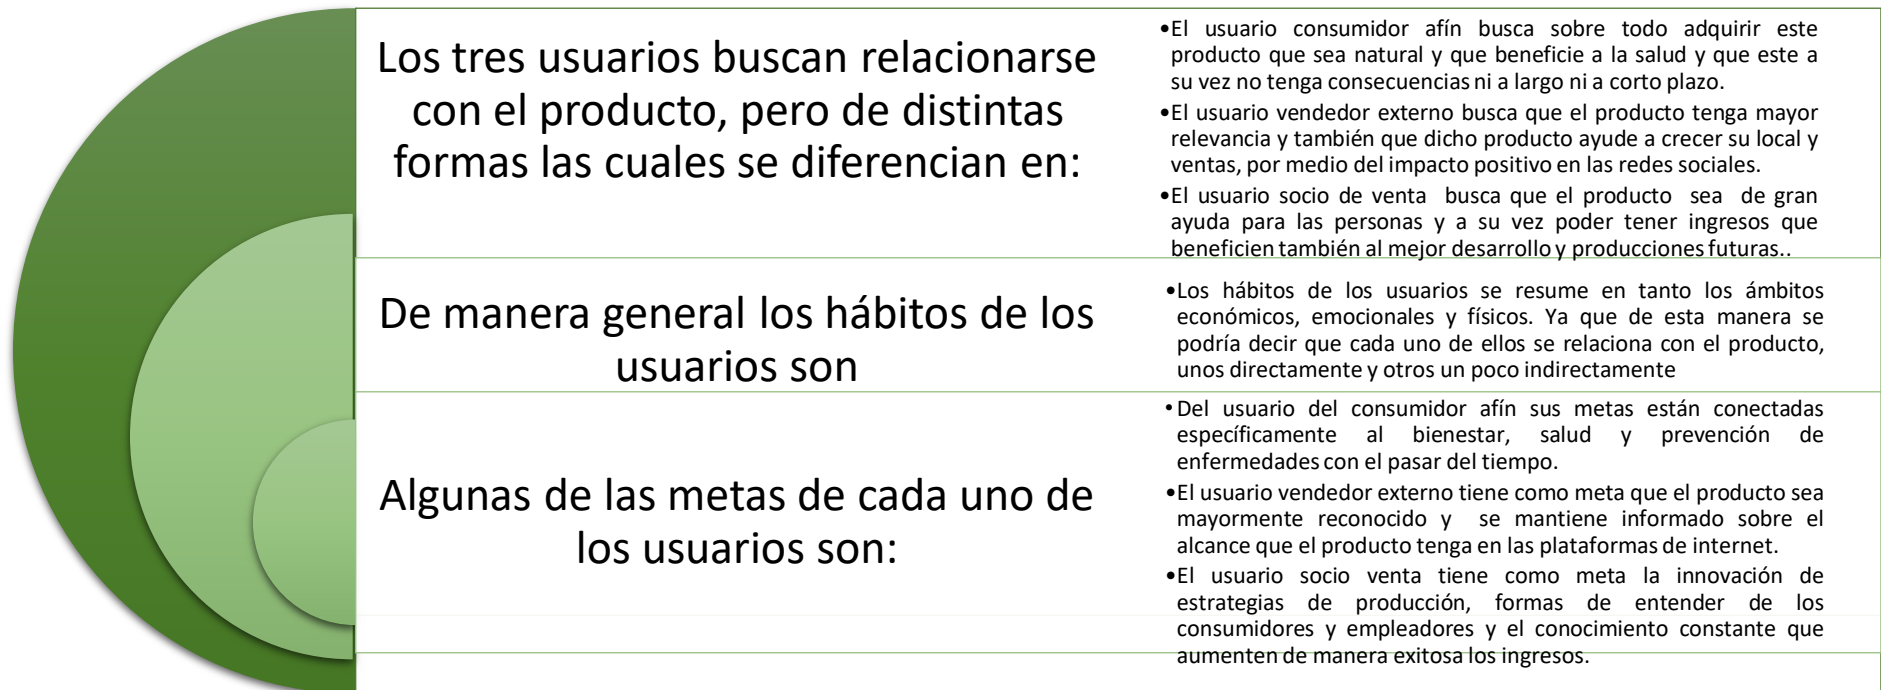 Los tres usuarios buscan relacionarse
con el producto, pero de distintas
formas las cuales se diferencian en:
•El usuario consumidor afín busca sobre todo adquirir este
producto que sea natural y que beneficie a la salud y que este a
su vez no tenga consecuencias ni a largo ni a corto plazo.
•El usuario vendedor externo busca que el producto tenga mayor
relevancia y también que dicho producto ayude a crecer su local y
ventas, por medio del impacto positivo en las redes sociales.
•El usuario socio de venta busca que el producto sea de gran
ayuda para las personas y a su vez poder tener ingresos que
beneficien también al mejor desarrollo y producciones futuras..
De manera general los hábitos de los
usuarios son
•Los hábitos de los usuarios se resume en tanto los ámbitos
económicos, emocionales y físicos. Ya que de esta manera se
podría decir que cada uno de ellos se relaciona con el producto,
unos directamente y otros un poco indirectamente
Algunas de las metas de cada uno de
los usuarios son:
•Del usuario del consumidor afín sus metas están conectadas
específicamente al bienestar, salud y prevención de
enfermedades con el pasar del tiempo.
•El usuario vendedor externo tiene como meta que el producto sea
mayormente reconocido y se mantiene informado sobre el
alcance que el producto tenga en las plataformas de internet.
•El usuario socio venta tiene como meta la innovación de
estrategias de producción, formas de entender de los
consumidores y empleadores y el conocimiento constante que
aumenten de manera exitosa los ingresos.